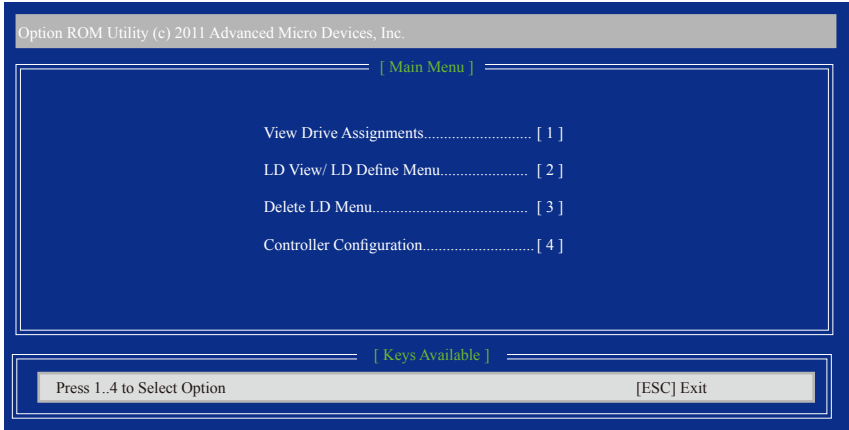 Option ROM Utility (c) 2011 Advanced Micro Devices, Inc.
[ Main Menu ]
View Drive Assignments........................... [ 1 ]
LD View/ LD Define Menu...................... [ 2 ]
Delete LD Menu....................................... [ 3 ]
Controller Configuration............................[ 4 ]
[ Keys Available ]
Press 1..4 to Select Option [ESC] Exit